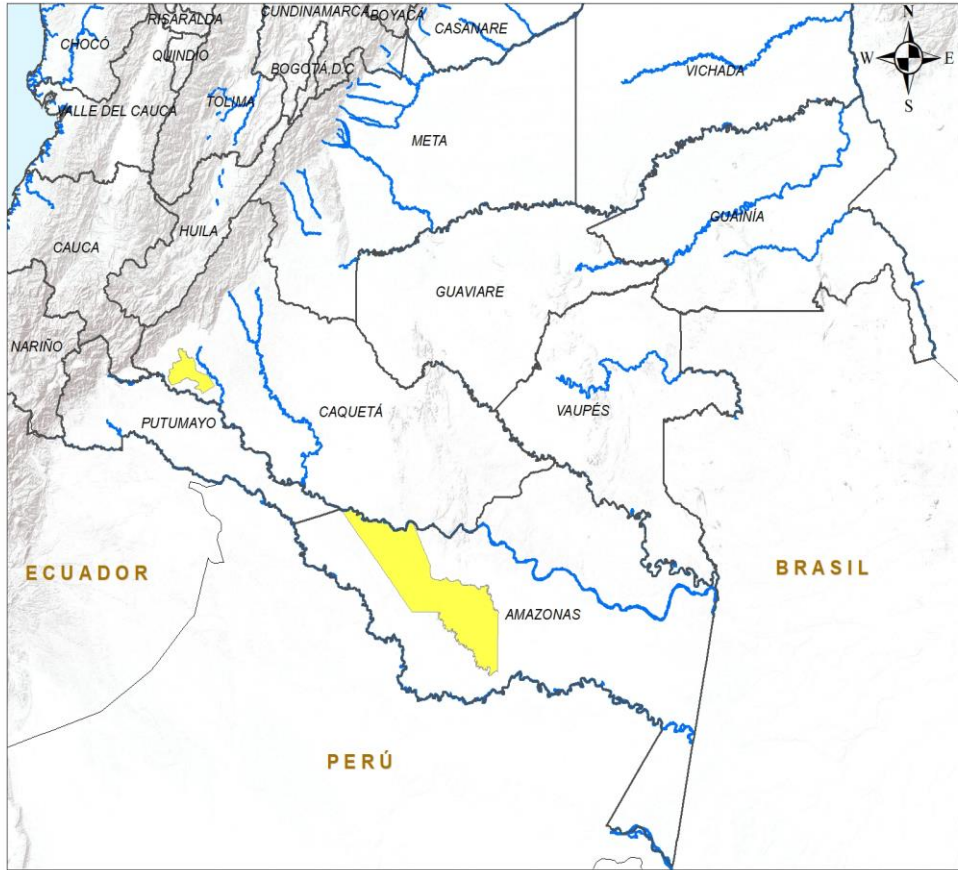 CUNDINAMARCA
BOYACÁ
RISARALDA
CASANARE
N
CHOCÓ
QUINDÍO
BOGOTÁ D.C
VICHADA
W
E
S
VALLE DEL CAUCA
TOLIMA
META
GUAINÍA
HUILA
CAUCA
GUAVIARE
NARIÑO
CAQUETÁ
VAUPÉS
PUTUMAYO
ECUADOR
BRASIL
AMAZONAS
PERÚ